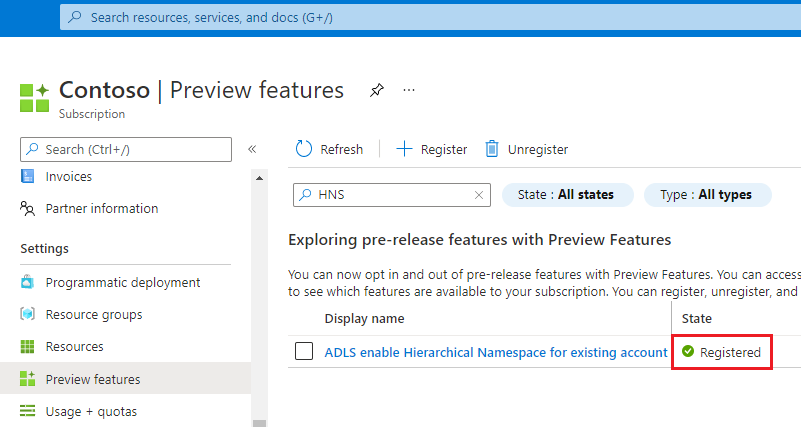 Search resources, services, and docs (G+/)
Contoso | Preview features
Subscription
Search (Ctrl+/)
Invoices
Partner information
Settings
Programmatic deployment
Resource groups
Resources
Preview features
Usage + quotas
Refresh
Register
Unregister
HNS
State : All states
Type : All types
Exploring pre-release features with Preview Features
You can now opt in and out of pre-release features with Preview Features. You can access
to see which features are available to your subscription. You can register, unregister, and
Display name
State
ADLS enable Hierarchical Namespace for existing account
Registered